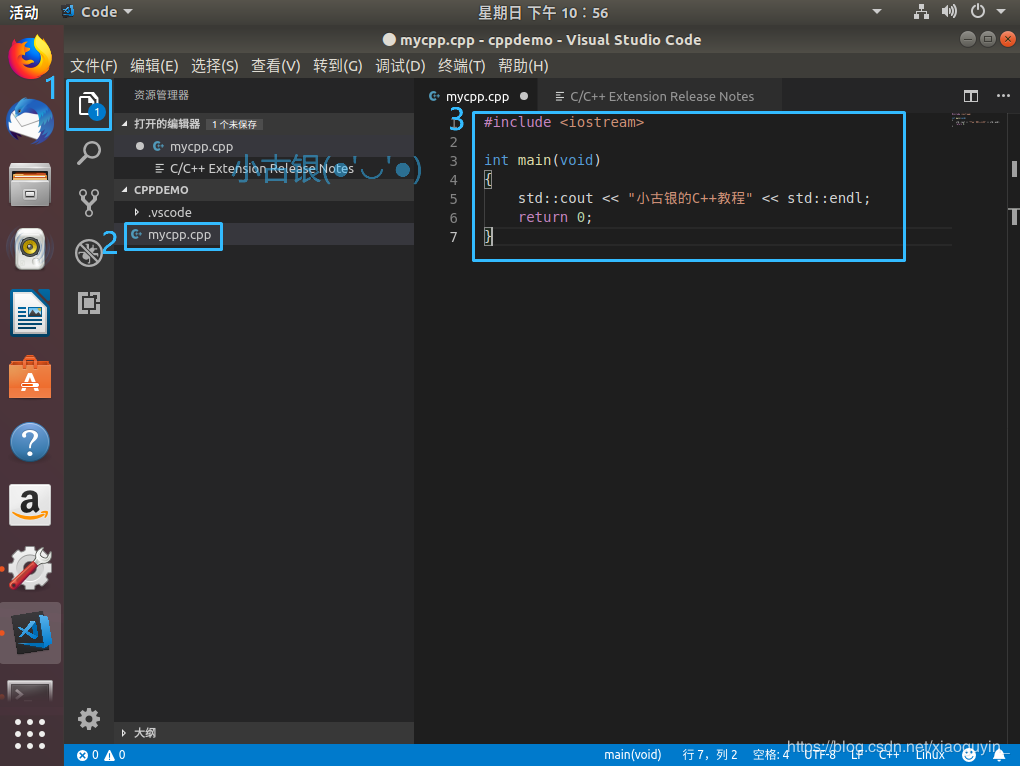 活动 Code 星期日 下午 10：56
mycpp.cpp - cppdemo - Visual Studio Code
文件(F) 编辑(E) 选择(S) 查看(V) 转到(G) 调试(D) 终端(T) 帮助(H)
1
1
资源管理器
打开的编辑器 1 个未保存
mycpp.cpp
C/C++ Extension Release Notes
小古银(●'◡'●)
CPPDEMO
.vscode
2
mycpp.cpp
大纲
mycpp.cpp C/C++ Extension Release Notes
3
1 #include <iostream>
2
3 int main(void)
4 {
5 std::cout << "小古银的C++教程" << std::endl;
6 return 0;
7 }
https://blog.csdn.net/xiaoguyin_
0 0 main(void) 行 7，列 2 空格: 4 UTF-8 LF C++ Linux